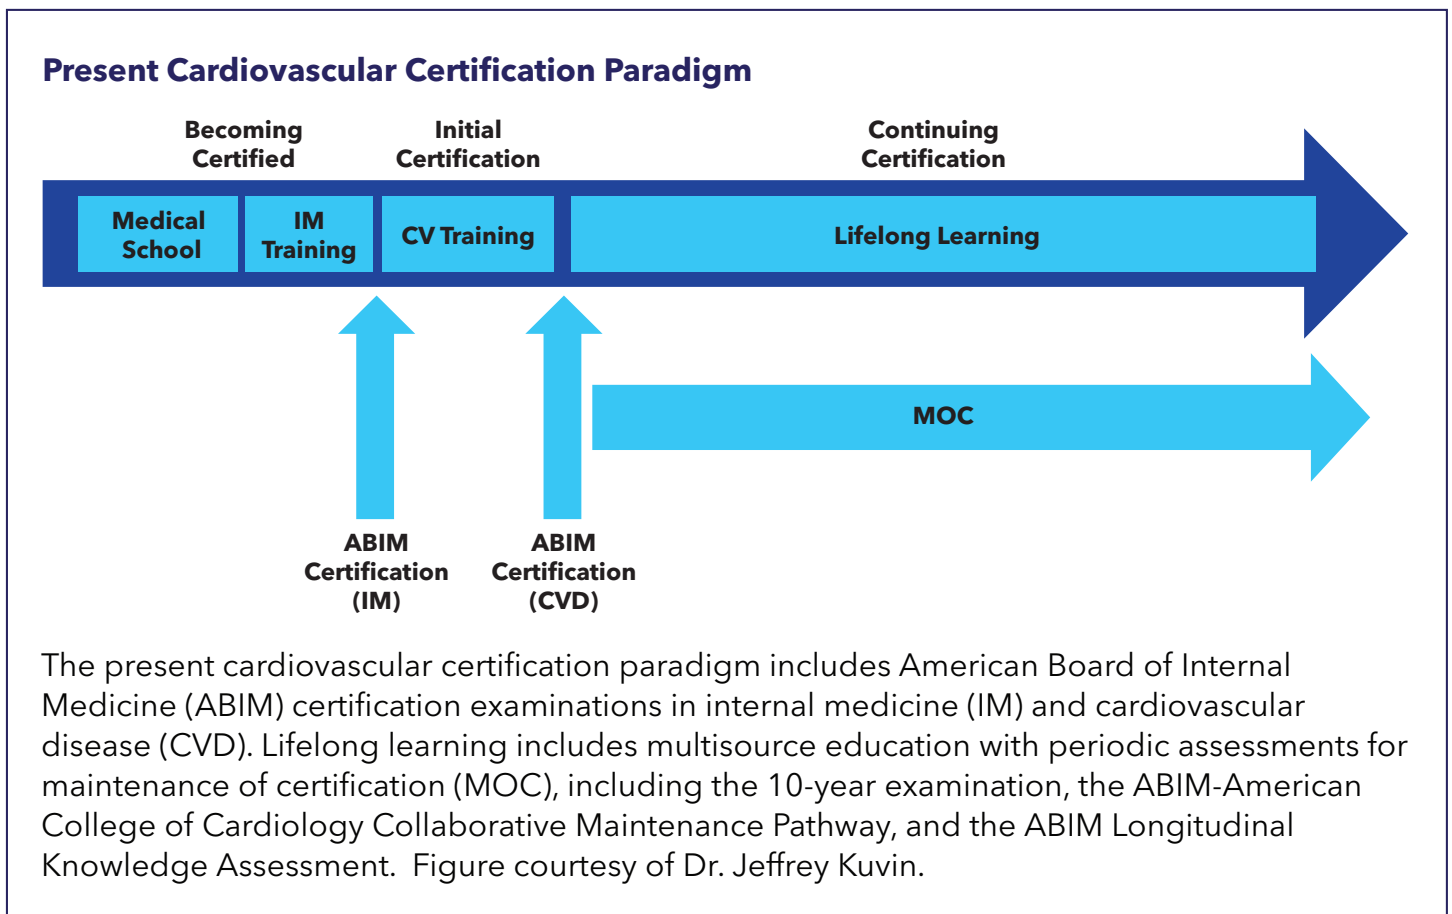 Present Cardiovascular Certification Paradigm
Becoming
Certified
Initial
Certification
Continuing
Certification
Medical
School
IM
Training
CV Training
Lifelong Learning
MOC
ABIM
Certification
(IM)
ABIM
Certification
(CVD)
The present cardiovascular certification paradigm includes American Board of Internal
Medicine (ABIM) certification examinations in internal medicine (IM) and cardiovascular
disease (CVD). Lifelong learning includes multisource education with periodic assessments for
maintenance of certification (MOC), including the 10-year examination, the ABIM-American
College of Cardiology Collaborative Maintenance Pathway, and the ABIM Longitudinal
Knowledge Assessment.  Figure courtesy of Dr. Jeffrey Kuvin.